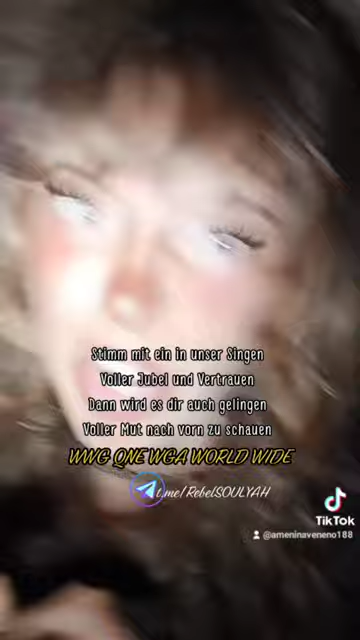 Stimm mit ein in unser Singen
Voller Jubel und Vertrauen
Dann wird es dir auch gelingen
Voller Mut nach vorn zu schauen
WWG QNE WGA WORLD WIDE
t.me/RebelSOULYAH
TikTok
@ameninaveneno188